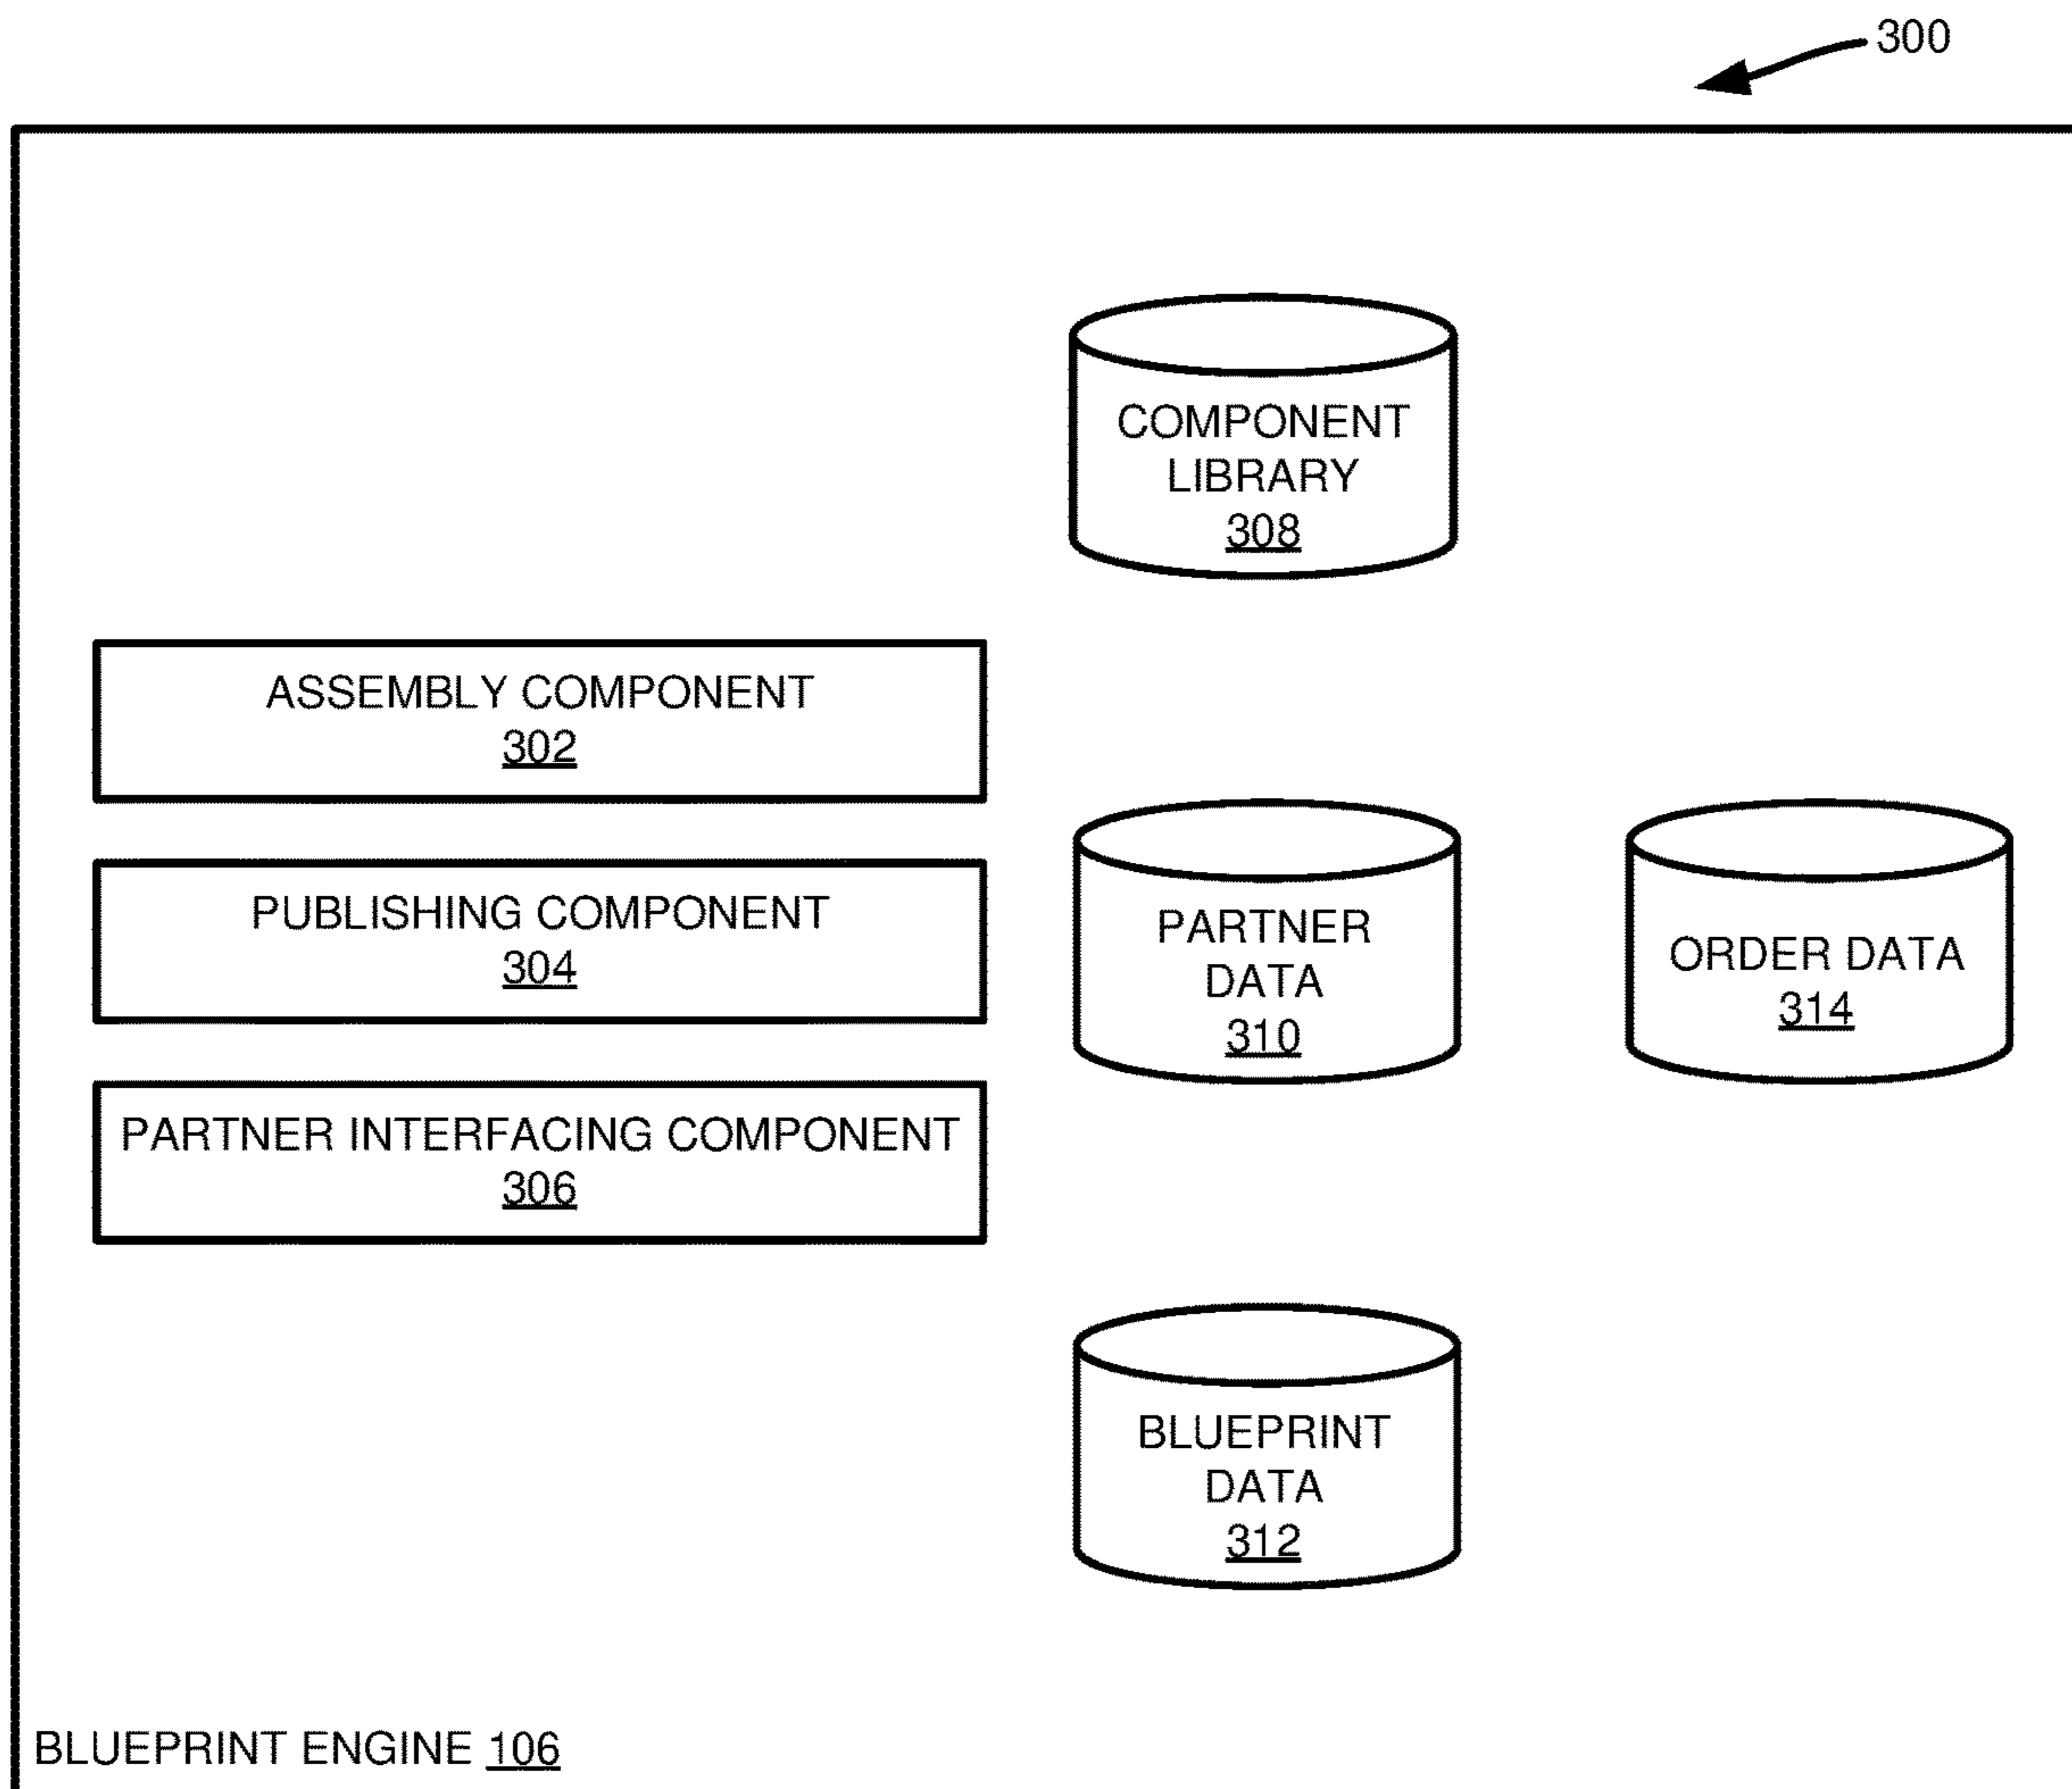 300
COMPONENT
LIBRARY
308
ASSEMBLY COMPONENT
302
PUBLISHING COMPONENT
304
PARTNER INTERFACING COMPONENT
306
PARTNER
DATA
310
ORDER DATA
314
BLUEPRINT
DATA
312
BLUEPRINT ENGINE 106